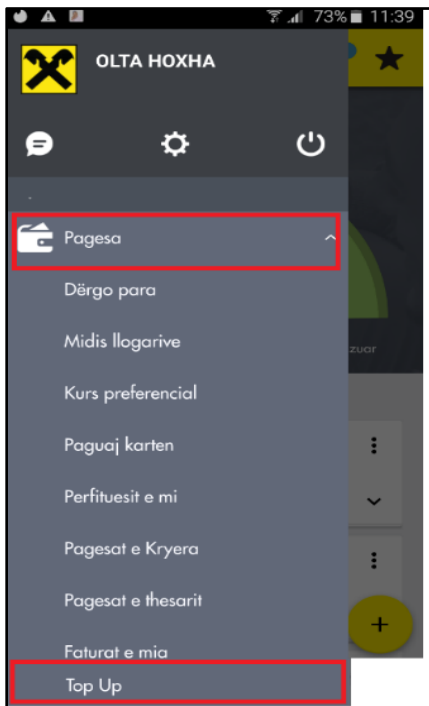 73% 11:39
OLTA HOXHA
Pagesa
Dërgo para
Midis llogarive
zuar
Kurs preferencial
Paguaj karten
Perfituesit e mi
Pagesat e Kryera
Pagesat e thesarit
Faturat e mia
Top Up